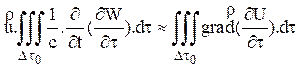 ρ ρ
u.∭ 1/c . ∂/∂t (∂W/∂τ).dτ ≈ ∭ grad(∂U/∂τ).dτ
Δτ₀ Δτ₀